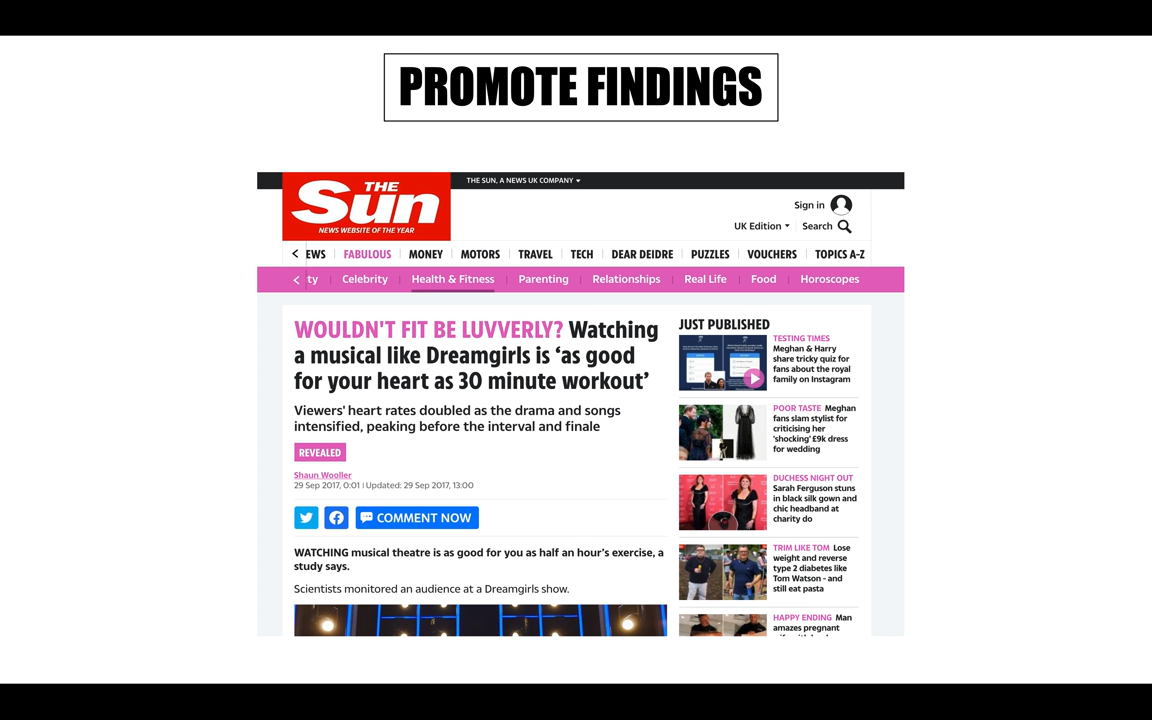 PROMOTE FINDINGS
THE SUN, A NEWS UK COMPANY
THE
Sun
NEWS WEBSITE OF THE YEAR
Sign in
UK Edition
Search
EWS FABULOUS MONEY MOTORS TRAVEL TECH DEAR DEIDRE PUZZLES VOUCHERS TOPICS A-Z
ty Celebrity Health & Fitness Parenting Relationships Real Life Food Horoscopes
WOULDN'T FIT BE LUVVERLY? Watching
a musical like Dreamgirls is ‘as good
for your heart as 30 minute workout’
Viewers' heart rates doubled as the drama and songs
intensified, peaking before the interval and finale
REVEALED
Shaun Wooller
29 Sep 2017, 0:01 | Updated: 29 Sep 2017, 13:00
COMMENT NOW
WATCHING musical theatre is as good for you as half an hour’s exercise, a
study says.
Scientists monitored an audience at a Dreamgirls show.
JUST PUBLISHED
TESTING TIMES
Meghan & Harry
share tricky quiz for
fans about the royal
family on Instagram
POOR TASTE Meghan
fans slam stylist for
criticising her
'shocking' £9k dress
for wedding
DUCHESS NIGHT OUT
Sarah Ferguson stuns
in black silk gown and
chic headband at
charity do
TRIM LIKE TOM Lose
weight and reverse
type 2 diabetes like
Tom Watson - and
still eat pasta
HAPPY ENDING Man
amazes pregnant